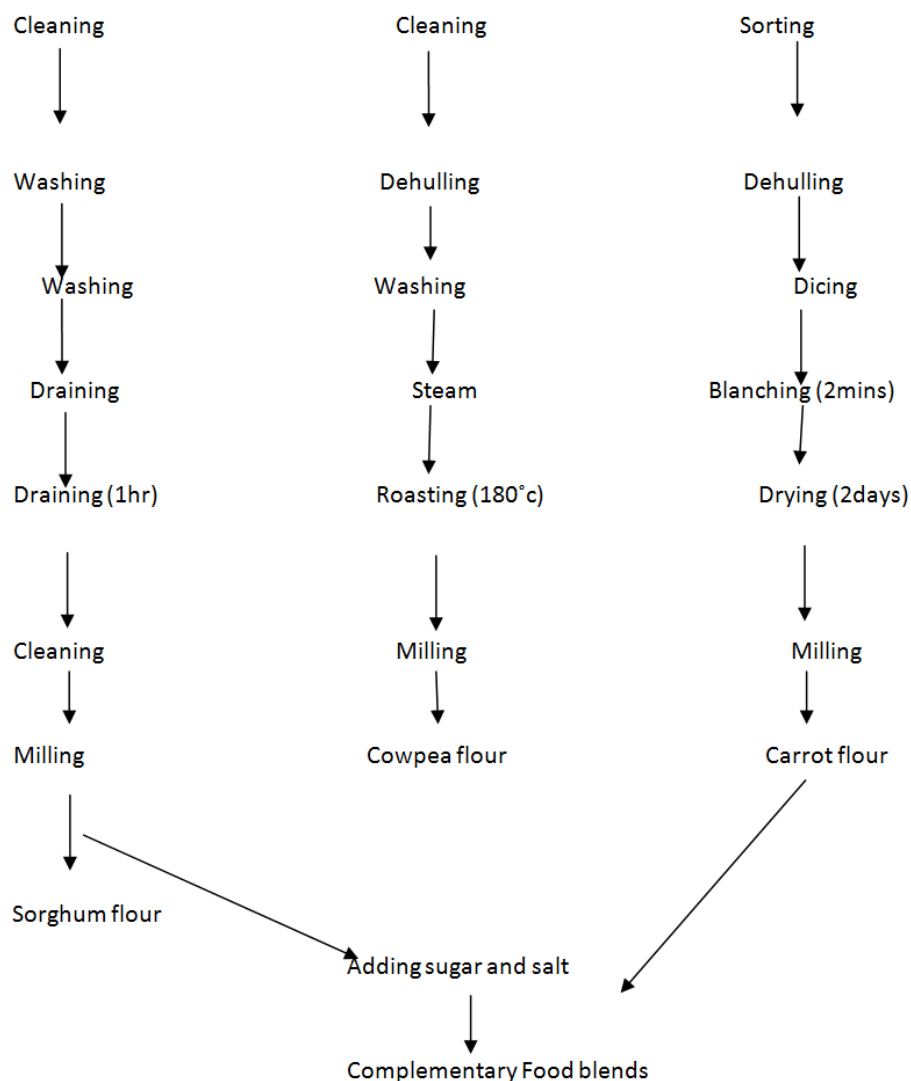 Cleaning Cleaning Sorting
Washing Dehulling Dehulling
Washing Washing Dicing
Draining Steam Blanching (2mins)
Draining (1hr) Roasting (180˚c) Drying (2days)
Cleaning Milling Milling
Milling Cowpea flour Carrot flour
Sorghum flour
Adding sugar and salt
Complementary Food blends